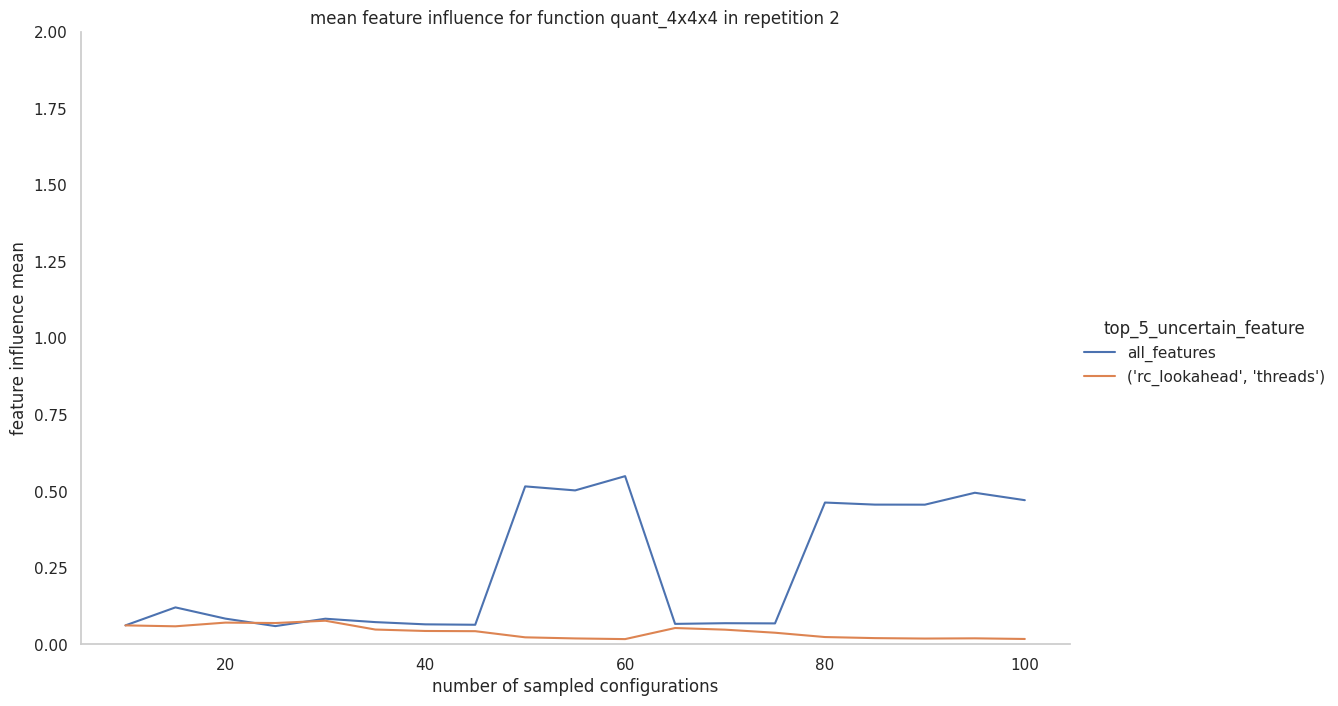 mean feature influence for function quant_4x4x4 in repetition 2
2.00
1.75
1.50
1.25
1.00
0.75
0.50
0.25
0.00
feature influence mean
20
40
60
80
100
number of sampled configurations
top_5_uncertain_feature
all_features
('rc_lookahead', 'threads')